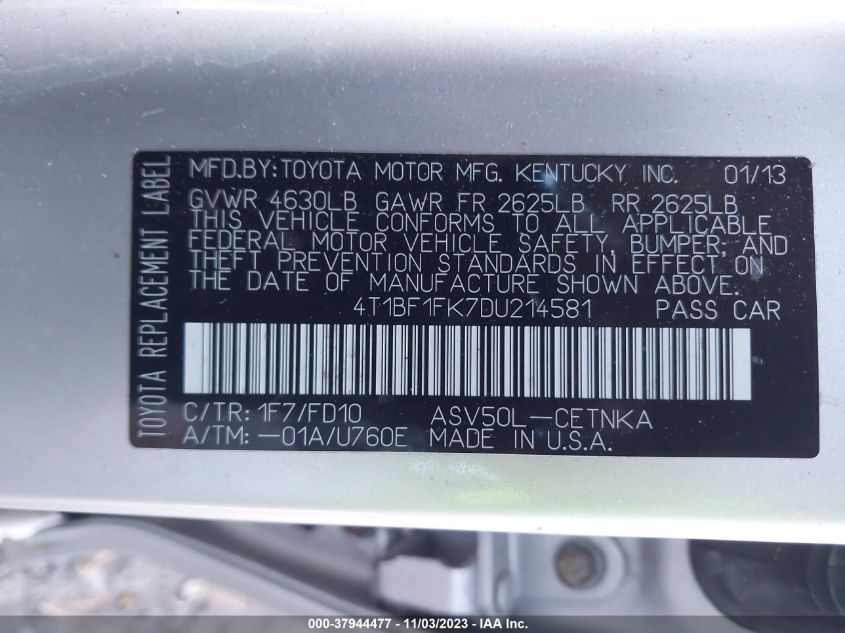 TOYOTA REPLACEMENT LABEL
MFD.BY:TOYOTA MOTOR MFG. KENTUCKY INC. 01/13
GVWR 4630LB GAWR FR 2625LB RR 2625LB
THIS VEHICLE CONFORMS TO ALL APPLICABLE
FEDERAL MOTOR VEHICLE SAFETY, BUMPER, AND
THEFT PREVENTION STANDARDS IN EFFECT ON
THE DATE OF MANUFACTURE SHOWN ABOVE.
4T1BF1FK7DU214581 PASS CAR
C/TR: 1F7/FD10 ASV50L-CETNKA
A/TM: -01A/U760E MADE IN U.S.A.
000-37944477 - 11/03/2023 - IAA Inc.